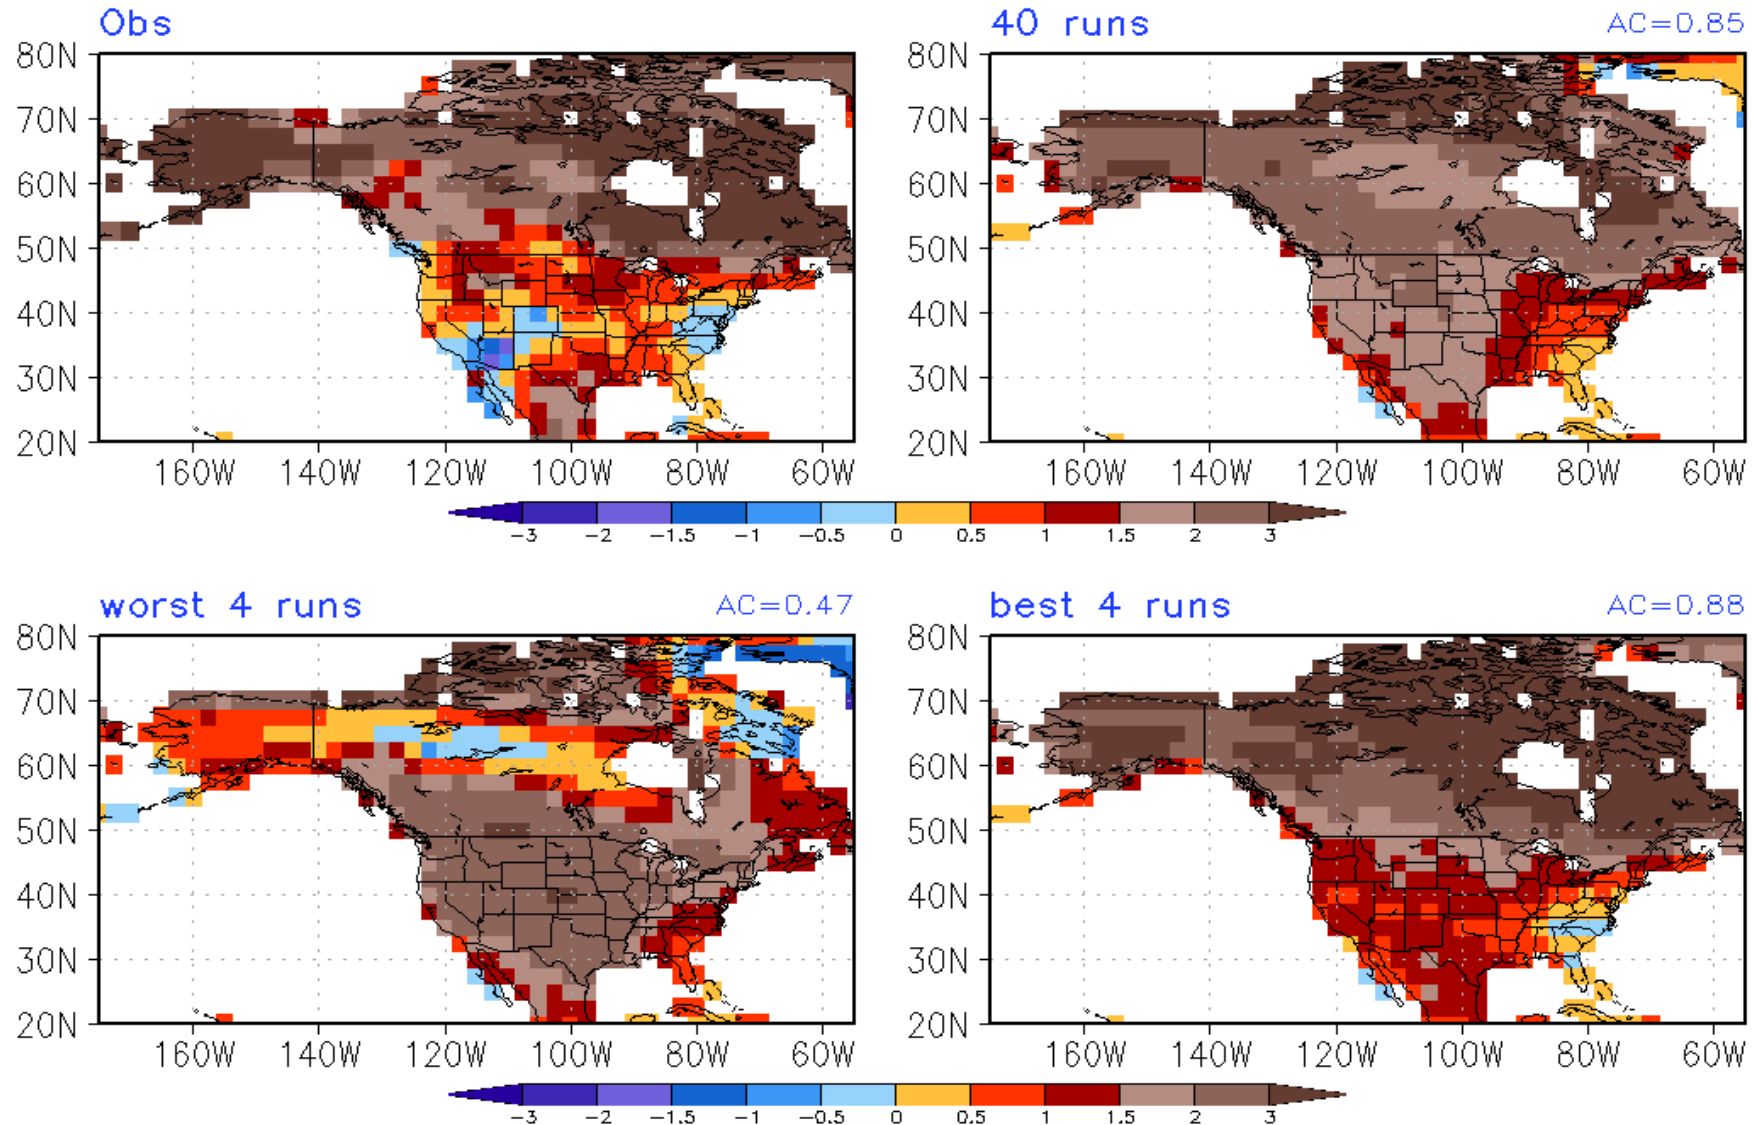 Obs
40 runs AC=0.85
80N 80N
70N 70N
60N 60N
50N 50N
40N 40N
30N 30N
20N 20N
160W 140W 120W 100W 80W 60W 160W 140W 120W 100W 80W 60W
-3 -2 -1.5 -1 -0.5 0 0.5 1 1.5 2 3
worst 4 runs AC=0.47
best 4 runs AC=0.88
80N 80N
70N 70N
60N 60N
50N 50N
40N 40N
30N 30N
20N 20N
160W 140W 120W 100W 80W 60W 160W 140W 120W 100W 80W 60W
-3 -2 -1.5 -1 -0.5 0 0.5 1 1.5 2 3